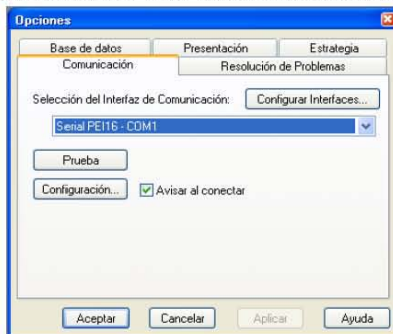 Opciones
Base de datos Presentación Estrategia
Comunicación Resolución de Problemas
Selección del Interfaz de Comunicación: Configurar Interfaces...
Serial PEI16 - COM1
Prueba
Configuración... Avisar al conectar
Aceptar Cancelar Aplicar Ayuda